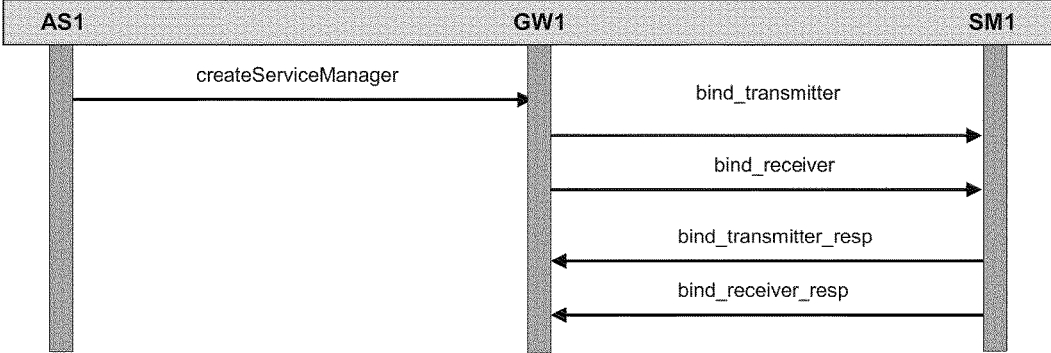 AS1 GW1 SM1
createServiceManager
bind_transmitter
bind_receiver
bind_transmitter_resp
bind_receiver_resp